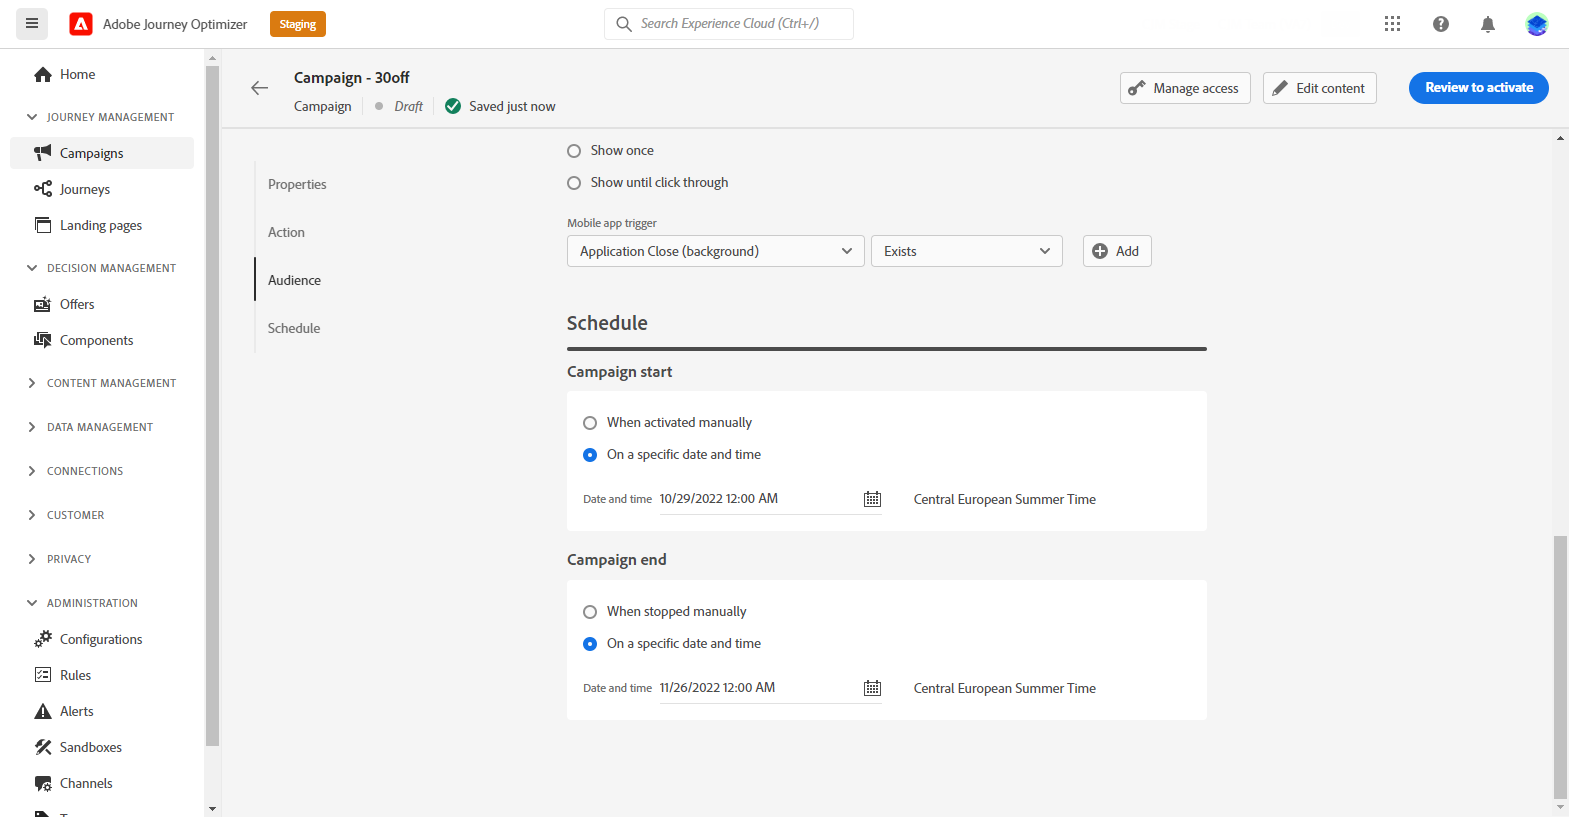 Adobe Journey Optimizer
Staging
Search Experience Cloud (Ctrl+/)
Home
JOURNEY MANAGEMENT
Campaigns
Journeys
Landing pages
DECISION MANAGEMENT
Offers
Components
CONTENT MANAGEMENT
DATA MANAGEMENT
CONNECTIONS
CUSTOMER
PRIVACY
ADMINISTRATION
Configurations
Rules
Alerts
Sandboxes
Channels
Campaign - 30off
Campaign
Draft
Saved just now
Manage access
Edit content
Review to activate
Properties
Action
Audience
Schedule
Show once
Show until click through
Mobile app trigger
Application Close (background)
Exists
Add
Schedule
Campaign start
When activated manually
On a specific date and time
Date and time 10/29/2022 12:00 AM
Central European Summer Time
Campaign end
When stopped manually
On a specific date and time
Date and time 11/26/2022 12:00 AM
Central European Summer Time